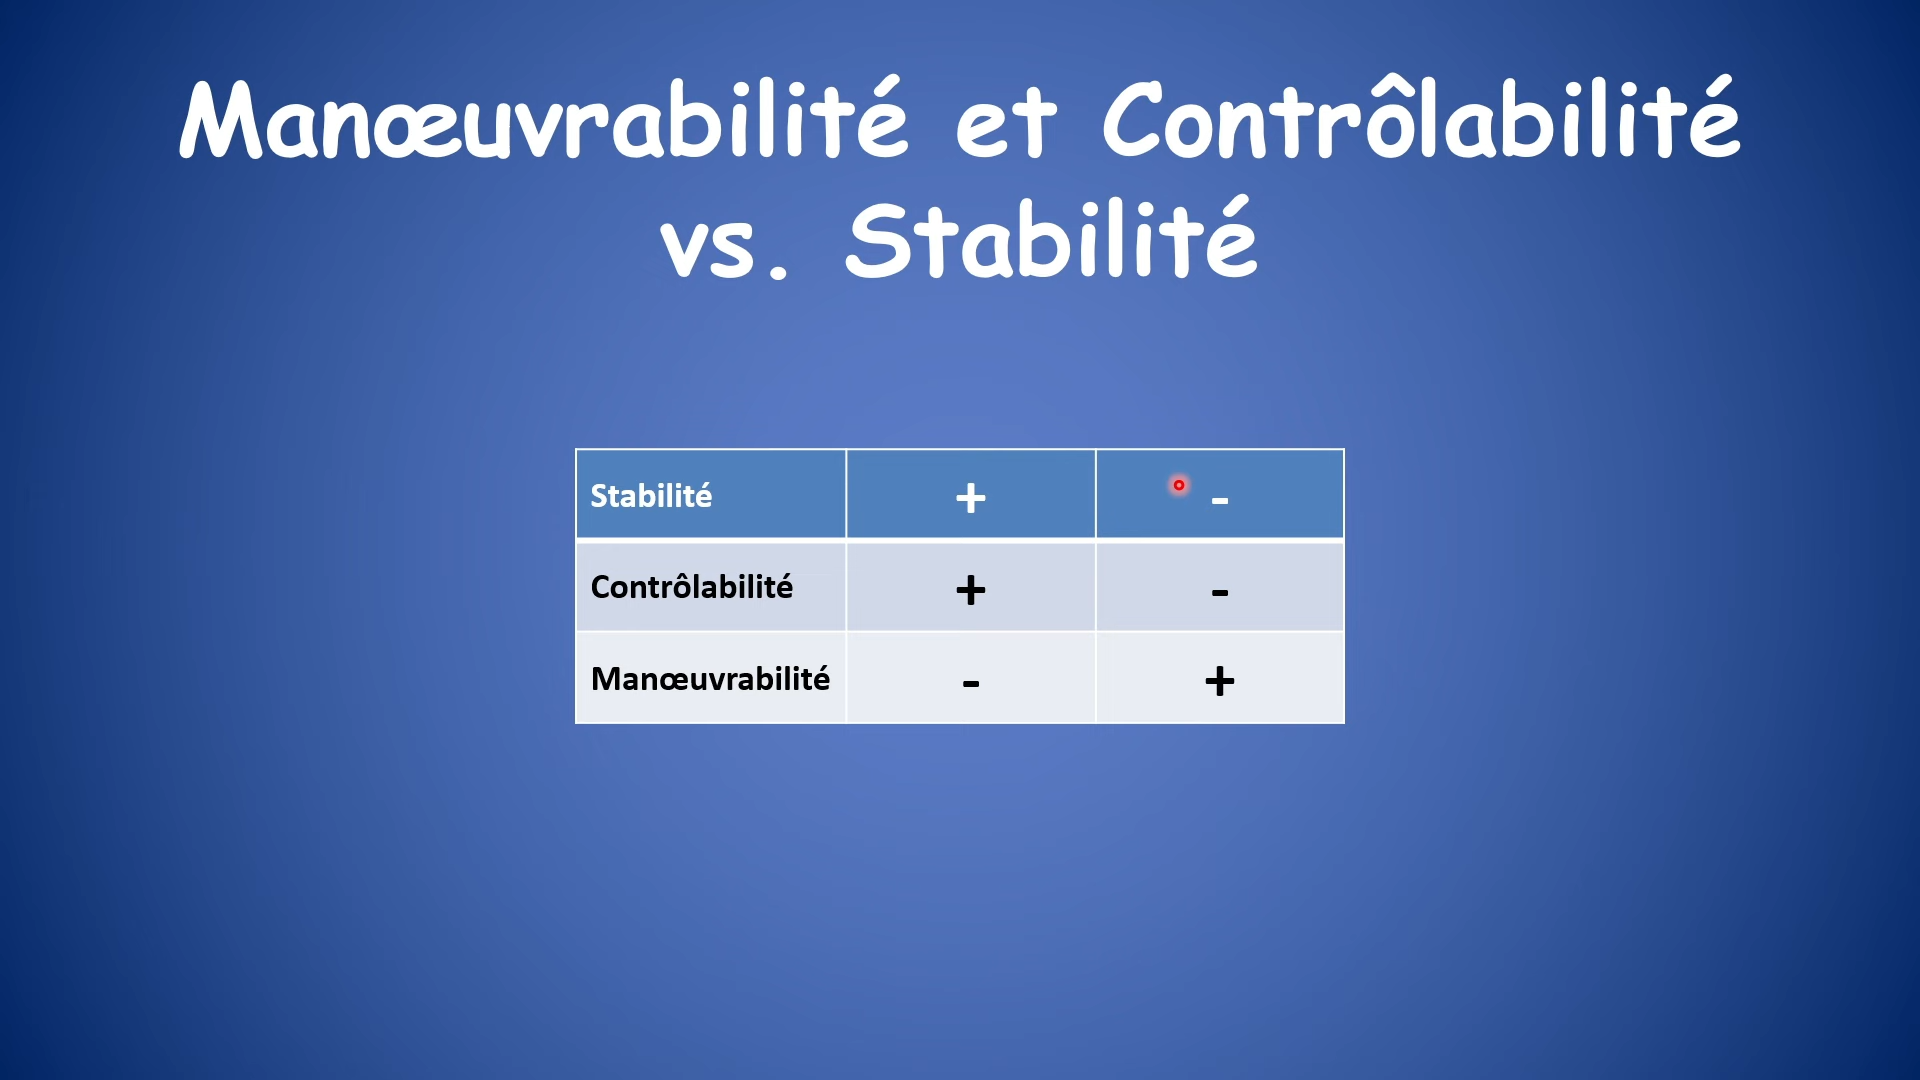 Manœuvrabilité et Contrôlabilité
vs. Stabilité
Stabilité + -
Contrôlabilité + -
Manœuvrabilité - +